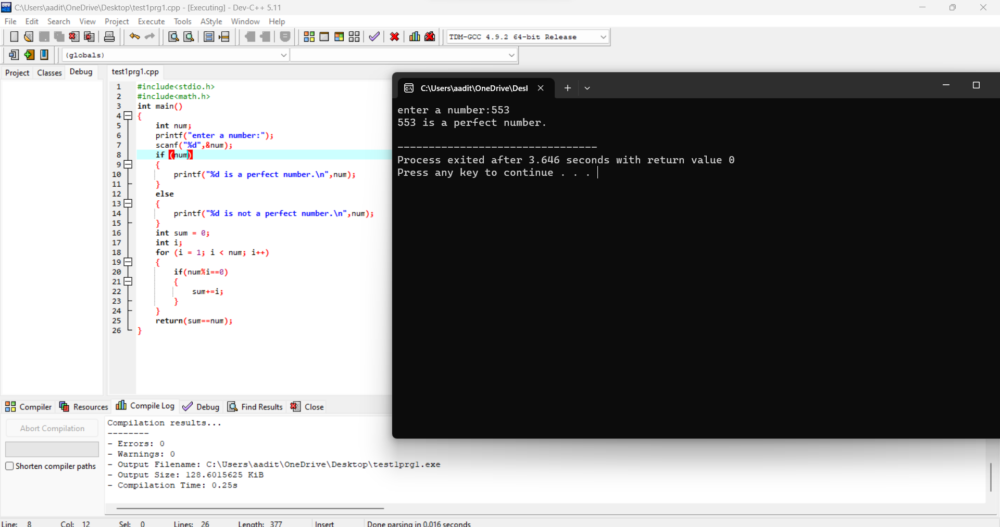 C:\Users\aadit\OneDrive\Desktop\test1prg1.cpp - [Executing] - Dev-C++ 5.11
File Edit Search View Project Execute Tools AStyle Window Help
TDM-GCC 4.9.2 64-bit Release
(globals)
Project Classes Debug
test1prg1.cpp
1 #include<stdio.h>
2 #include<math.h>
3 int main()
4 {
5 int num;
6 printf("enter a number:");
7 scanf("%d",&num);
8 if (num)
9 {
10 printf("%d is a perfect number.\n",num);
11 }
12 else
13 {
14 printf("%d is not a perfect number.\n",num);
15 }
16 int sum = 0;
17 int i;
18 for (i = 1; i < num; i++)
19 {
20 if(num%i==0)
21 {
22 sum+=i;
23 }
24 }
25 return(sum==num);
26 }
C:\Users\aadit\OneDrive\Desl
enter a number:553
553 is a perfect number.
--------------------------------
Process exited after 3.646 seconds with return value 0
Press any key to continue . . .
Compiler Resources Compile Log Debug Find Results Close
Abort Compilation
Shorten compiler paths
Compilation results...
--------
- Errors: 0
- Warnings: 0
- Output Filename: C:\Users\aadit\OneDrive\Desktop\test1prg1.exe
- Output Size: 128.6015625 KiB
- Compilation Time: 0.25s
Line: 8 Col: 12 Sel: 0 Lines: 26 Length: 377 Insert Done parsing in 0.016 seconds